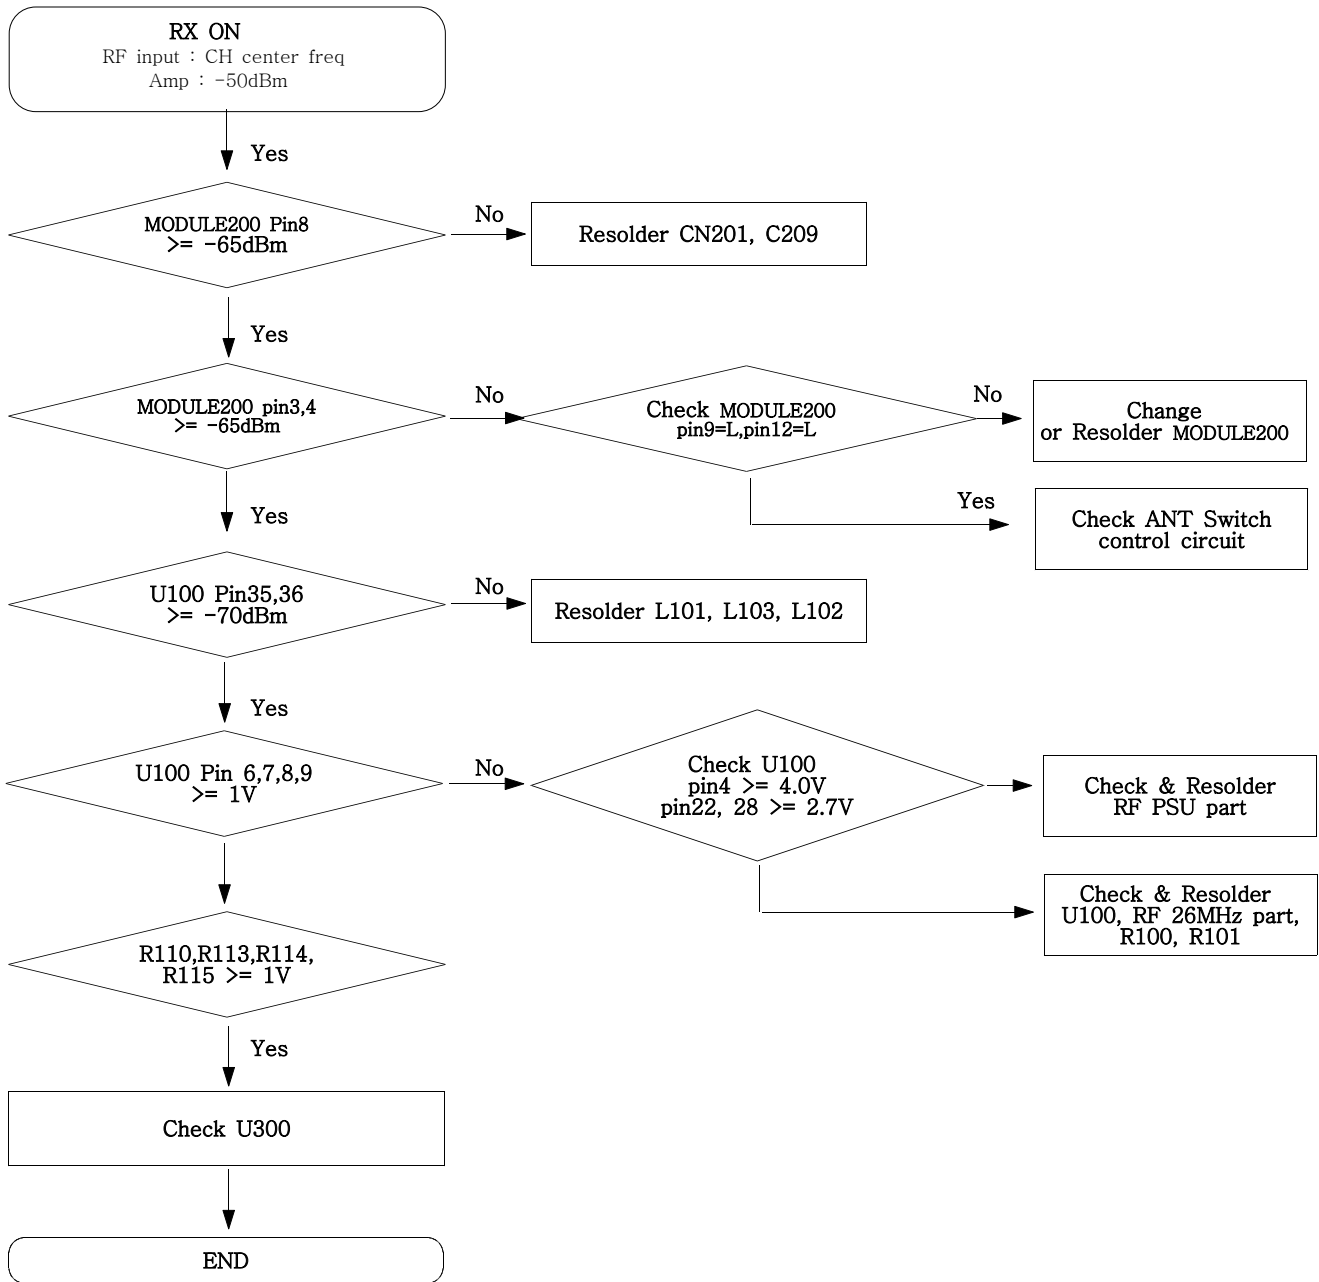 RX ON
RF input : CH center freq
Amp : -50dBm
Yes
MODULE200 Pin8
>= -65dBm
No
Resolder CN201, C209
Yes
MODULE200 pin3,4
>= -65dBm
No
Check MODULE200
pin9=L,pin12=L
No
Change
or Resolder MODULE200
Yes
Check ANT Switch
control circuit
Yes
U100 Pin35,36
>= -70dBm
No
Resolder L101, L103, L102
Yes
U100 Pin 6,7,8,9
>= 1V
No
Check U100
pin4 >= 4.0V
pin22, 28 >= 2.7V
Check & Resolder
RF PSU part
Check & Resolder
U100, RF 26MHz part,
R100, R101
R110,R113,R114,
R115 >= 1V
Yes
Check U300
END